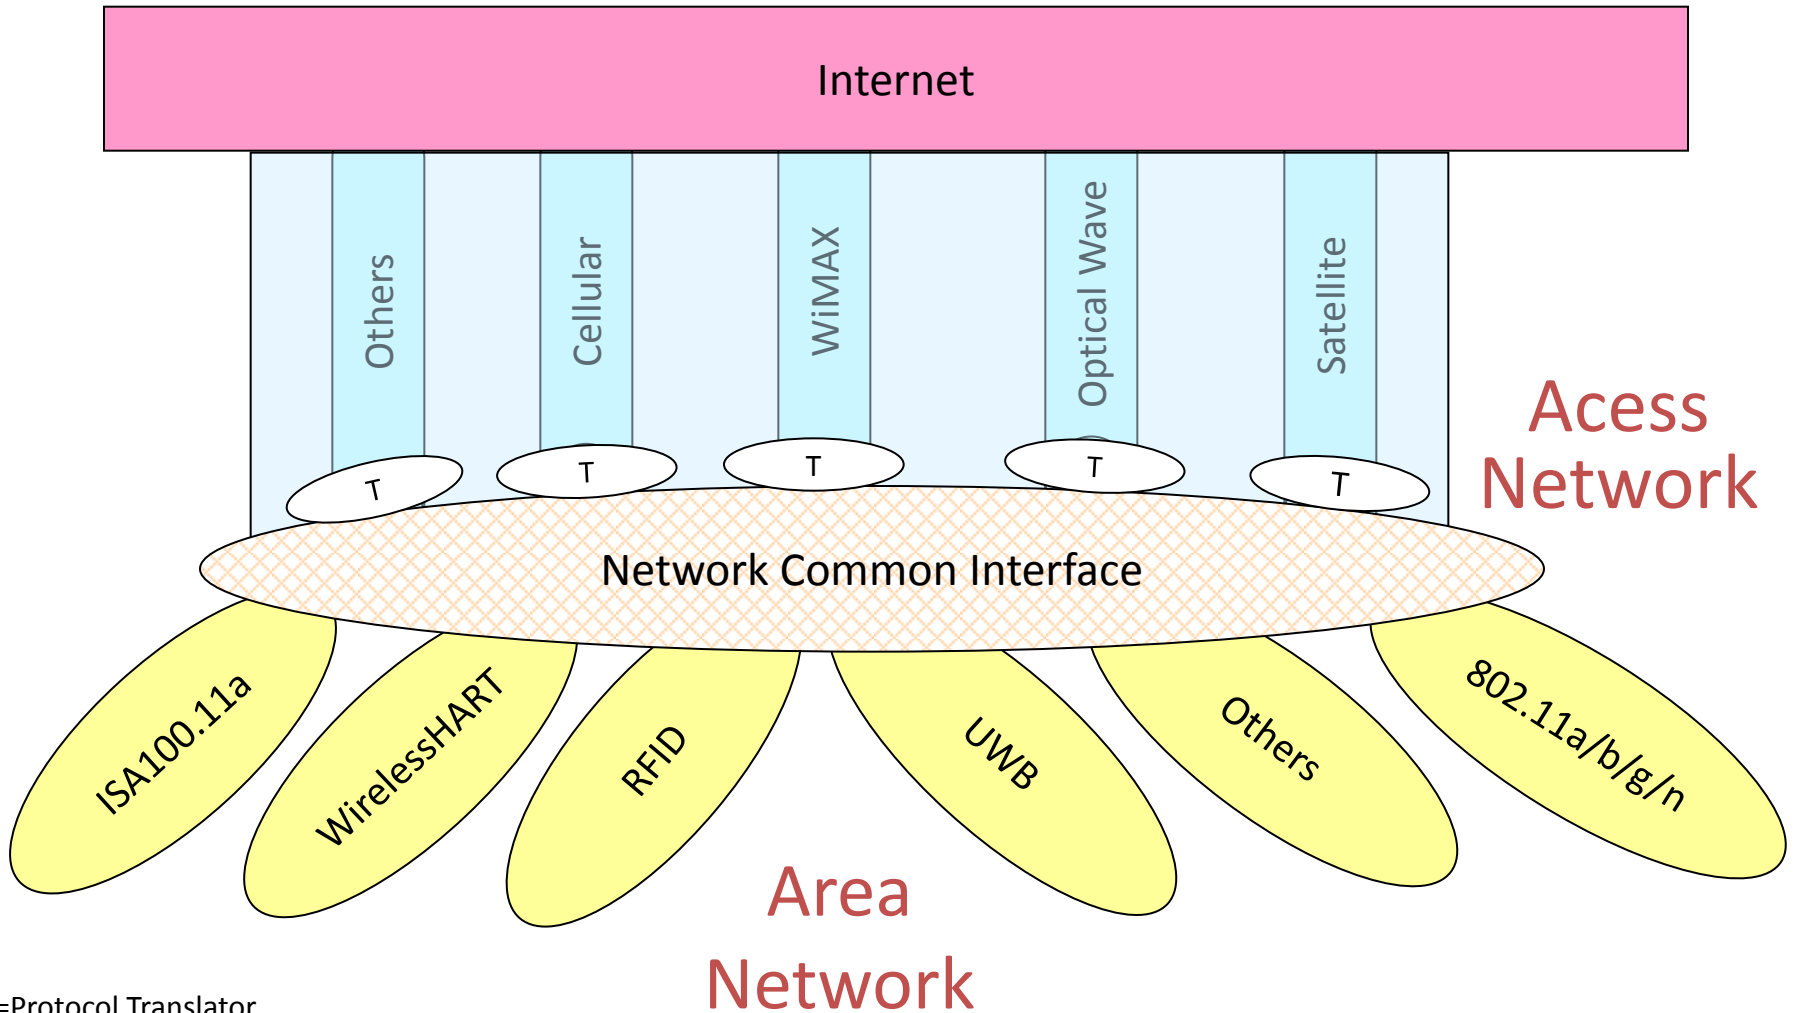 Internet
Others
Cellular
WiMAX
Optical Wave
Satellite
Acess
Network
T
T
T
T
T
Network Common Interface
ISA100.11a
WirelessHART
RFID
UWB
Others
802.11a/b/g/n
Area
Network
=Protocol Translator